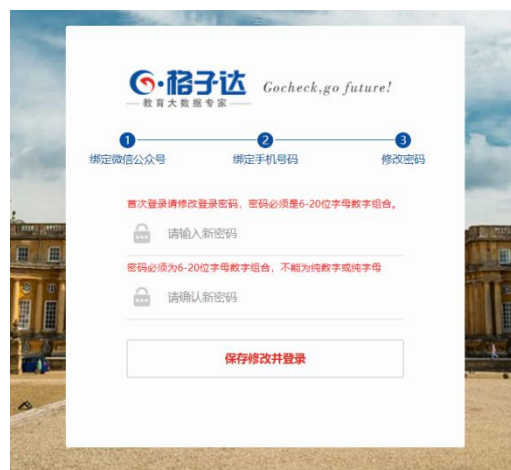 格子达
教育大数据专家
Gocheck,go future!
1
2
3
绑定微信公众号
绑定手机号码
修改密码
首次登录请修改登录密码，密码必须是6-20位字母数字组合。
请输入新密码
密码必须为6-20位字母数字组合，不能为纯数字或纯字母
请确认新密码
保存修改并登录